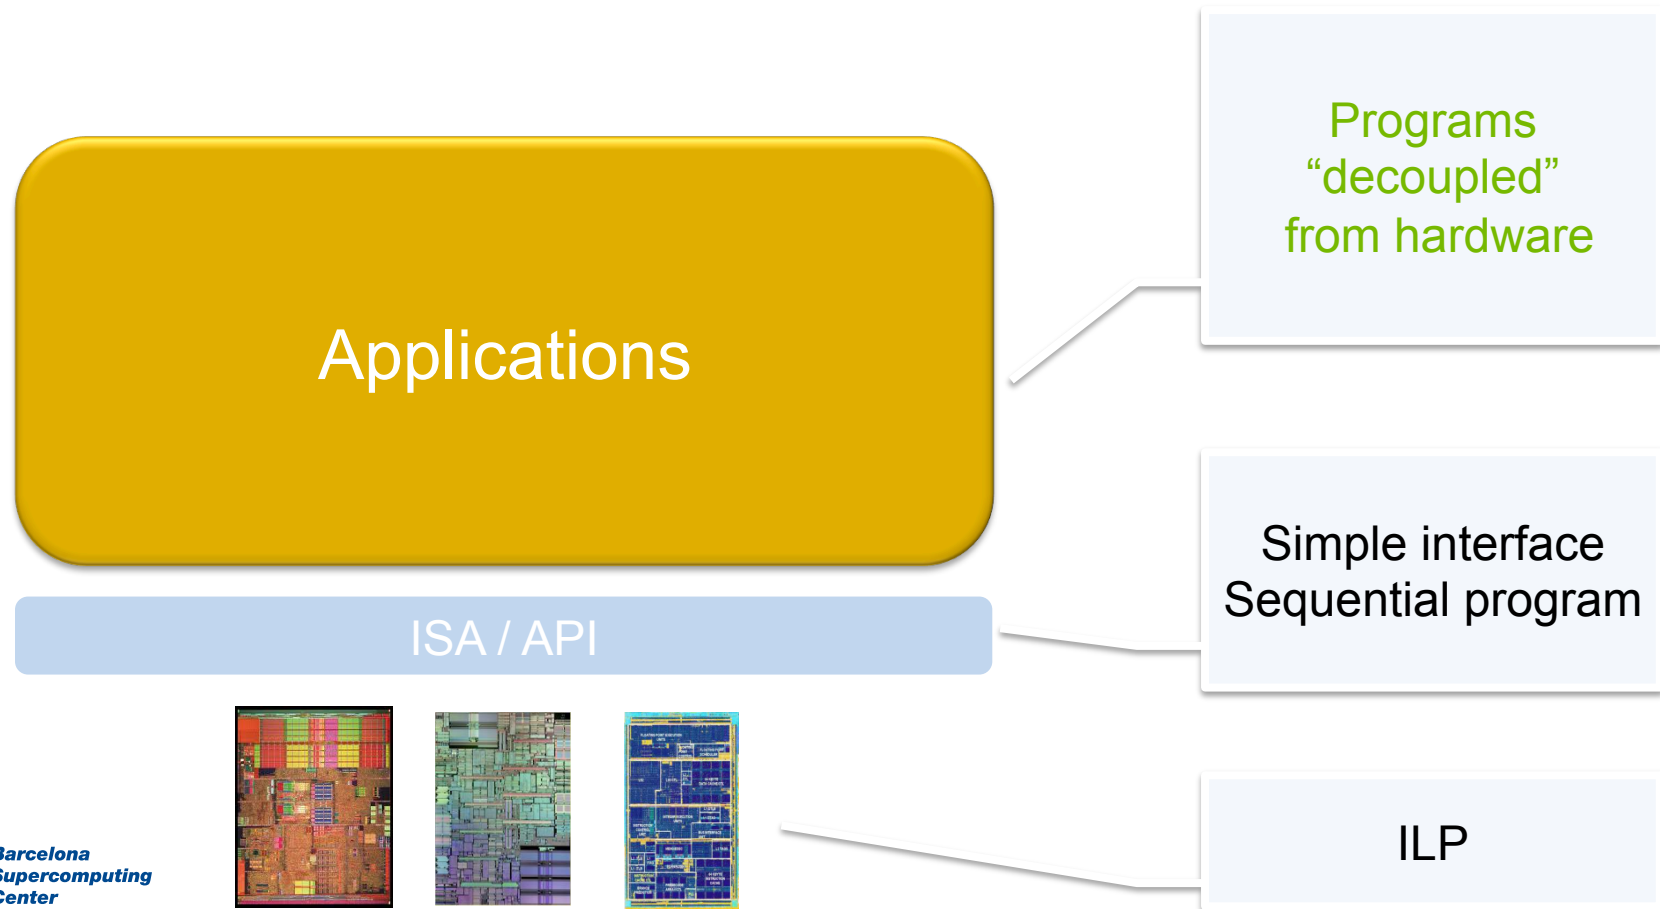 Programs
“decoupled”
from hardware
Applications
Simple interface
Sequential program
ISA / API
ILP
Barcelona
Supercomputing
Center